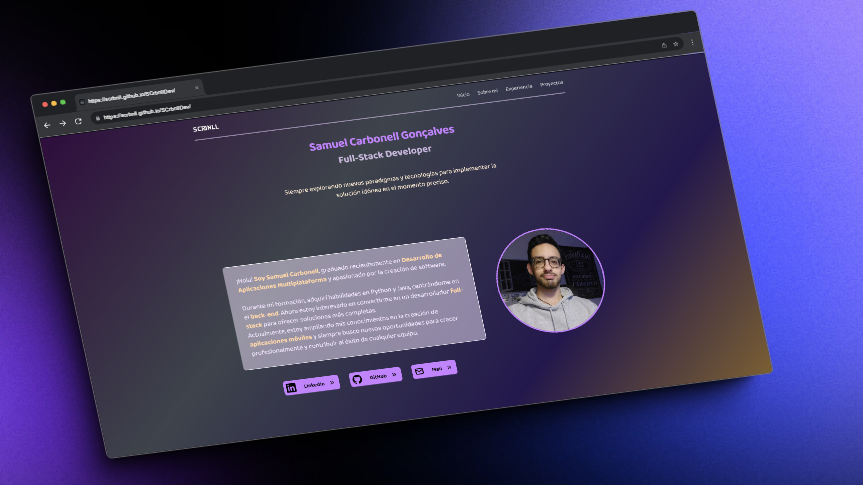 https://scrbnll.github.io/SCrbnllDev/
https://scrbnll.github.io/SCrbnllDev/
SCRBNLL
Inicio Sobre mí Experiencia Proyectos
Samuel Carbonell Gonçalves
Full-Stack Developer
Siempre explorando nuevos paradigmas y tecnologías para implementar la
solución idónea en el momento preciso.
¡Hola! Soy Samuel Carbonell, graduado recientemente en Desarrollo de
Aplicaciones Multiplataforma y apasionado por la creación de software.
Durante mi formación, adquirí habilidades en Python y Java, centrándome en
el back-end. Ahora estoy interesado en convertirme en un desarrollador full-
stack para ofrecer soluciones más completas.
Actualmente, estoy ampliando mis conocimientos en la creación de
aplicaciones móviles y siempre busco nuevas oportunidades para crecer
profesionalmente y contribuir al éxito de cualquier equipo.
LinkedIn »
GitHub »
Mail »